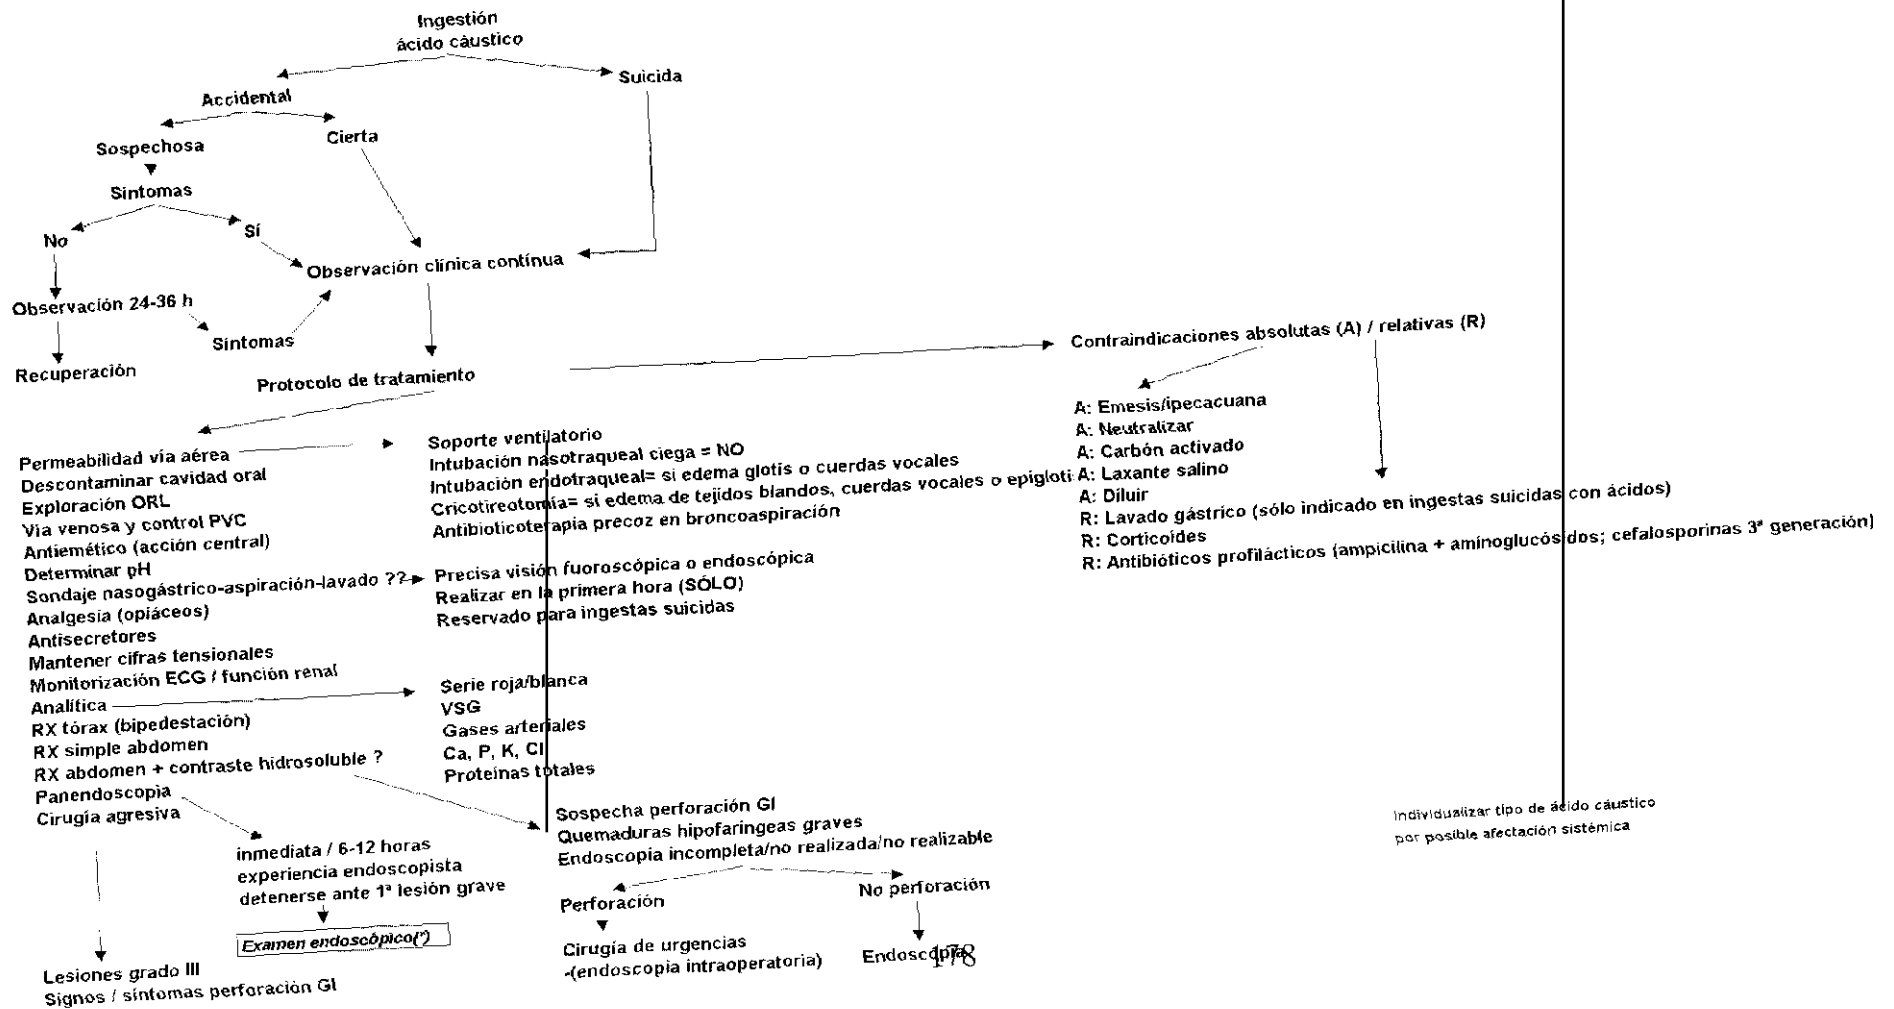 Ingestión
ácido cáustico
Accidental
Suicida
Sospechosa
Cierta
Síntomas
No
Sí
Observación clínica contínua
Observación 24-36 h
Síntomas
Recuperación
Protocolo de tratamiento
Contraindicaciones absolutas (A) / relativas (R)
A: Emesis/ipecacuana
A: Neutralizar
A: Carbón activado
A: Laxante salino
A: Diluir
R: Lavado gástrico (sólo indicado en ingestas suicidas con ácidos)
R: Corticoides
R: Antibióticos profilácticos (ampicilina + aminoglucósidos; cefalosporinas 3ª generación)
Permeabilidad vía aérea
Descontaminar cavidad oral
Exploración ORL
Vía venosa y control PVC
Antiemético (acción central)
Determinar pH
Sondaje nasogástrico-aspiración-lavado ??
Analgesia (opiáceos)
Antisecretores
Mantener cifras tensionales
Monitorización ECG / función renal
Analítica
RX tórax (bipedestación)
RX simple abdomen
RX abdomen + contraste hidrosoluble ?
Panendoscopia
Cirugía agresiva
Soporte ventilatorio
Intubación nasotraqueal ciega = NO
Intubación endotraqueal= si edema glotis o cuerdas vocales
Cricotireotomía= si edema de tejidos blandos, cuerdas vocales o epigloti
Antibioticoterapia precoz en broncoaspiración
Precisa visión fuoroscópica o endoscópica
Realizar en la primera hora (SÓLO)
Reservado para ingestas suicidas
Serie roja/blanca
VSG
Gases arteriales
Ca, P, K, Cl
Proteínas totales
Sospecha perforación GI
Quemaduras hipofaríngeas graves
Endoscopia incompleta/no realizada/no realizable
Perforación
No perforación
Cirugía de urgencias
-(endoscopia intraoperatoria)
Endoscopia
inmediata / 6-12 horas
experiencia endoscopista
detenerse ante 1ª lesión grave
Examen endoscópico(*)
Lesiones grado III
Signos / síntomas perforación GI
Individualizar tipo de ácido cáustico
por posible afectación sistémica
178